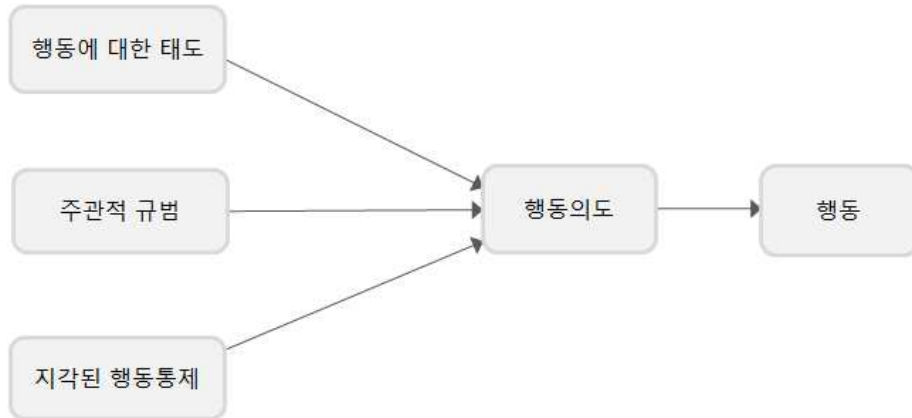 행동에 대한 태도
주관적 규범
행동의도
행동
지각된 행동통제